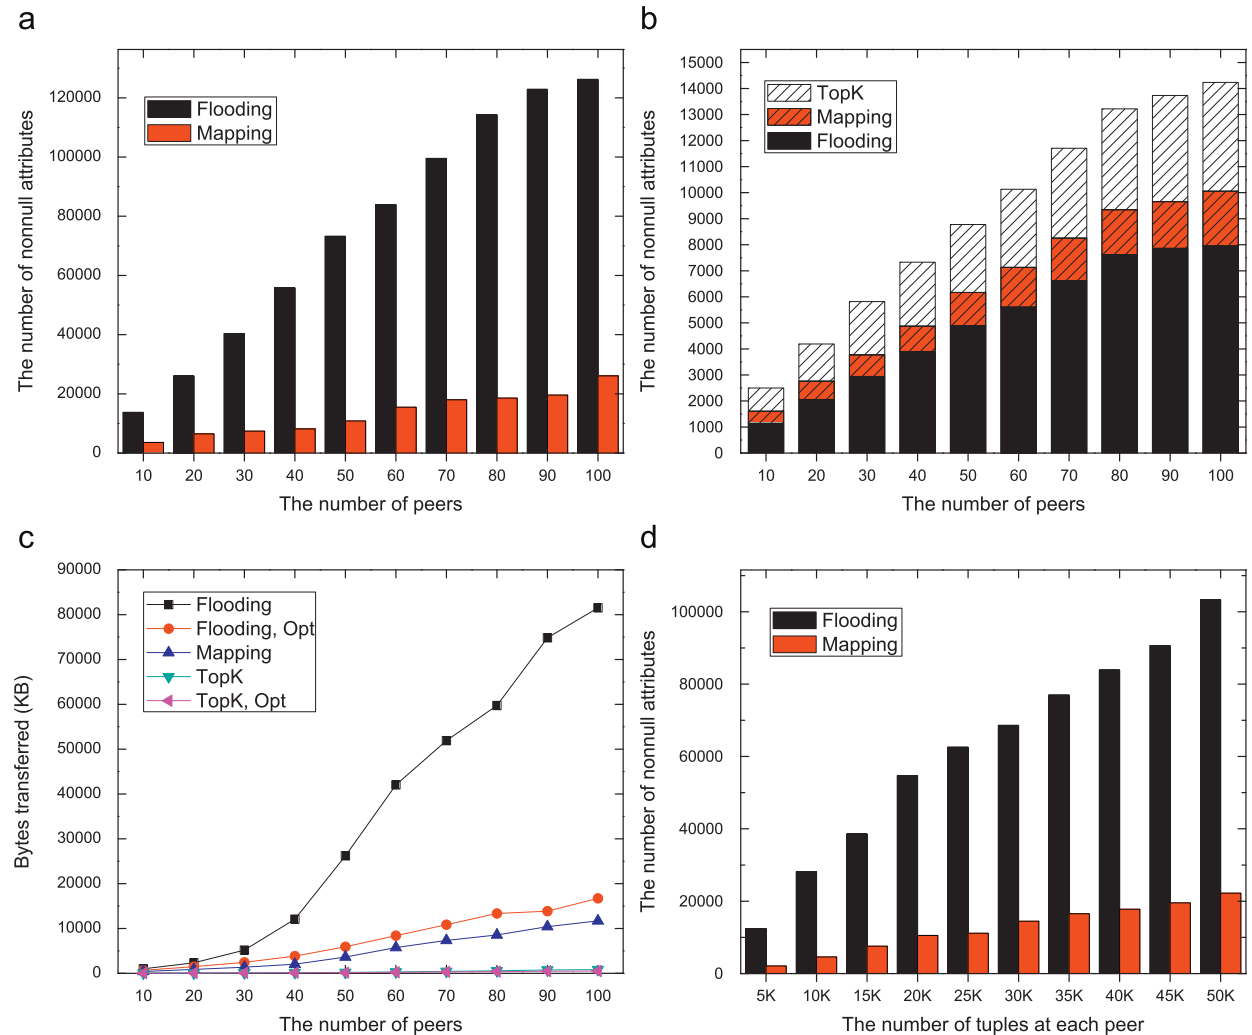 a
The number of nonnull attributes
120000
100000
80000
60000
40000
20000
0
Flooding
Mapping
10 20 30 40 50 60 70 80 90 100
The number of peers
b
The number of nonnull attributes
15000
14000
13000
12000
11000
10000
9000
8000
7000
6000
5000
4000
3000
2000
1000
0
TopK
Mapping
Flooding
10 20 30 40 50 60 70 80 90 100
The number of peers
c
Bytes transferred (KB)
90000
80000
70000
60000
50000
40000
30000
20000
10000
0
Flooding
Flooding, Opt
Mapping
TopK
TopK, Opt
10 20 30 40 50 60 70 80 90 100
The number of peers
d
The number of nonnull attributes
100000
80000
60000
40000
20000
0
Flooding
Mapping
5K 10K 15K 20K 25K 30K 35K 40K 45K 50K
The number of tuples at each peer